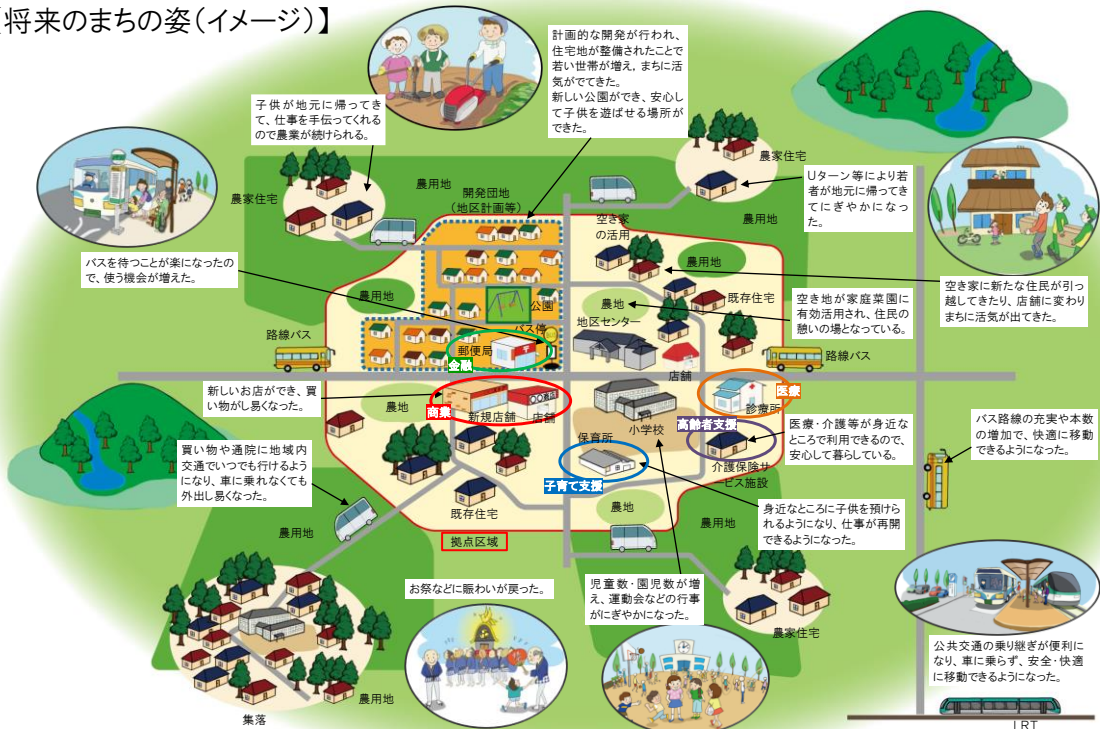 【将来のまちの姿(イメージ)】
計画的な開発が行われ、
住宅地が整備されたことで
若い世帯が増え，まちに活
気がでてきた。
新しい公園ができ、安心し
て子供を遊ばせる場所が
できた。
子供が地元に帰ってき
て、仕事を手伝ってくれる
ので農業が続けられる。
農家住宅
農用地
開発団地
(地区計画等)
農家住宅
Uターン等により若
者が地元に帰ってき
てにぎやかになっ
た。
農用地
空き家
の活用
農用地
バスを待つことが楽になったの
で、使う機会が増えた。
農用地
公園
バス停
農地
地区センター
既存住宅
空き地が家庭菜園に
有効活用され、住民の
憩いの場となっている。
空き家に新たな住民が引っ
越してきたり、店舗に変わり
まちに活気が出てきた。
路線バス
郵便局
金融
店舗
路線バス
新しいお店ができ、買
い物がし易くなった。
農地
商業
新規店舗
店舗
小学校
医療
診療所
高齢者支援
介護保険サ
ービス施設
医療・介護等が身近な
ところで利用できるので、
安心して暮らしている。
バス路線の充実や本数
の増加で、快適に移動
できるようになった。
買い物や通院に地域内
交通でいつでも行けるよう
になり、車に乗れなくても
外出し易くなった。
保育所
子育て支援
既存住宅
農地
農用地
身近なところに子供を預けら
れるようになり、仕事が再開
できるようになった。
農用地
拠点区域
お祭などに賑わいが戻った。
児童数・園児数が増
え、運動会などの行事
がにぎやかになった。
農家住宅
公共交通の乗り継ぎが便利に
なり、車に乗らず、安全・快適
に移動できるようになった。
農用地
集落
LRT